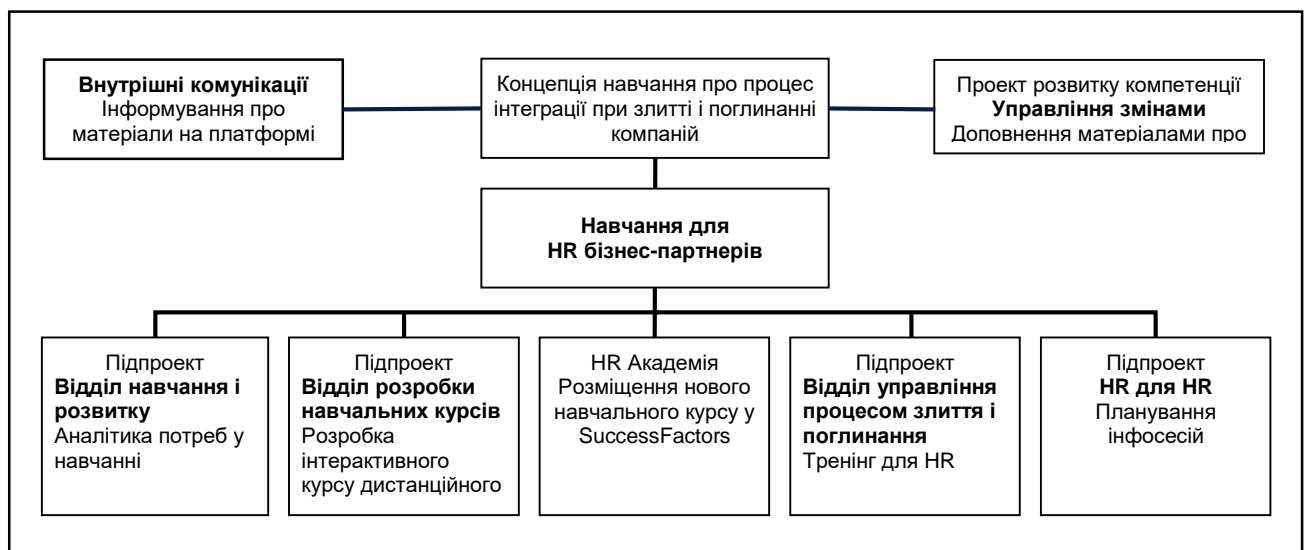 Внутрішні комунікації
Інформування про
матеріали на платформі
Концепція навчання про процес
інтеграції при злитті і поглинанні
компаній
Проект розвитку компетенції
Управління змінами
Доповнення матеріалами про
Навчання для
HR бізнес-партнерів
Підпроект
Відділ навчання і
розвитку
Аналітика потреб у
навчанні
Підпроект
Відділ розробки
навчальних курсів
Розробка
інтерактивного
курсу дистанційного
HR Академія
Розміщення нового
навчального курсу у
SuccessFactors
Підпроект
Відділ управління
процесом злиття і
поглинання
Тренінг для HR
Підпроект
HR для HR
Планування
інфосесій